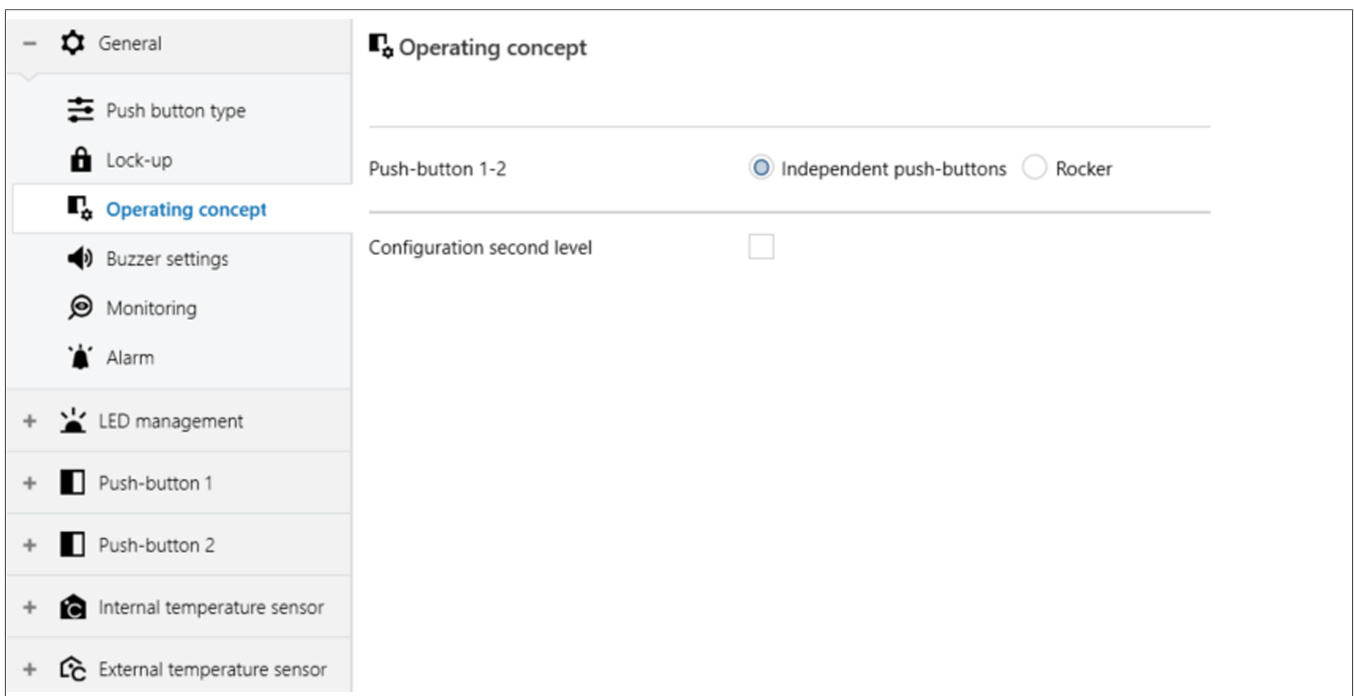 General
Push button type
Lock-up
Operating concept
Buzzer settings
Monitoring
Alarm
LED management
Push-button 1
Push-button 2
Internal temperature sensor
External temperature sensor
Operating concept
Push-button 1-2 Independent push-buttons Rocker
Configuration second level